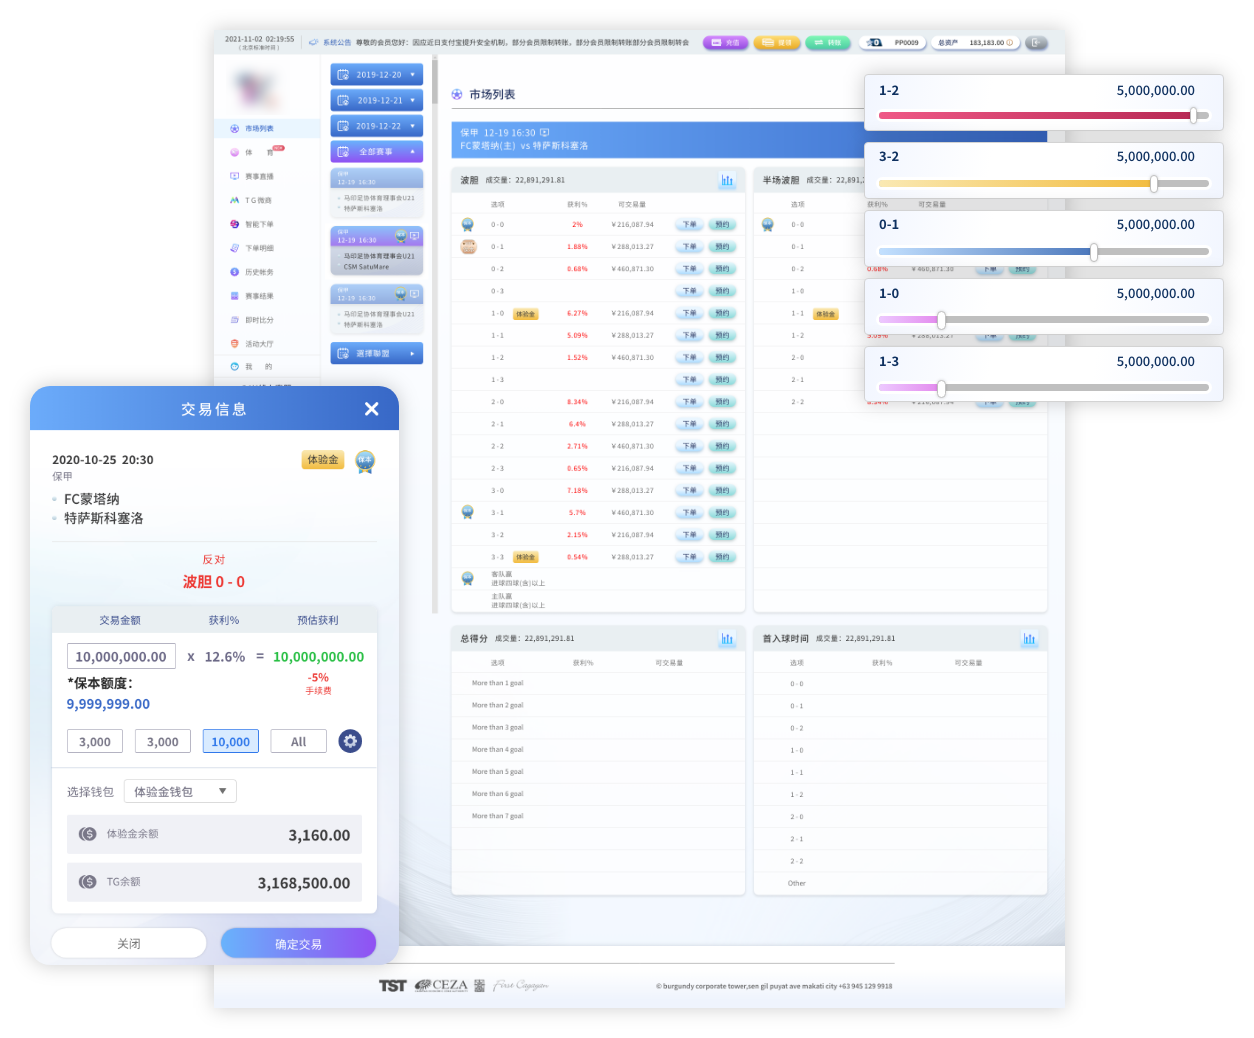 2021-11-02 02:19:55
(北京标准时间)
系统公告 尊敬的会员您好：因应近日支付宝提升安全机制，部分会员限制转账，部分会员限制转账部分会员限制转会
充值
提领
转账
PP0009
总资产 183,183.00
市场列表
体 育
赛事直播
TG微商
智能下单
下单明细
历史帐务
赛事结果
即时比分
活动大厅
我 的
2019-12-20
2019-12-21
2019-12-22
全部赛事
保甲
12-19 16:30
马印足协体育理事会U21
特萨斯科塞洛
保甲
12-19 16:30
马印足协体育理事会U21
CSM SatuMare
保甲
12-19 16:30
马印足协体育理事会U21
特萨斯科塞洛
選擇聯盟
市场列表
保甲 12-19 16:30
FC蒙塔纳(主) vs 特萨斯科塞洛
波胆 成交量：22,891,291.81
选项 获利% 可交易量
0-0 2% ￥216,087.94 下单 预约
0-1 1.88% ￥288,013.27 下单 预约
0-2 0.68% ￥460,871.30 下单 预约
0-3 下单 预约
1-0 体验金 6.27% ￥216,087.94 下单 预约
1-1 5.09% ￥288,013.27 下单 预约
1-2 1.52% ￥460,871.30 下单 预约
1-3 下单 预约
2-0 8.34% ￥216,087.94 下单 预约
2-1 6.4% ￥288,013.27 下单 预约
2-2 2.71% ￥460,871.30 下单 预约
2-3 0.65% ￥216,087.94 下单 预约
3-0 7.18% ￥288,013.27 下单 预约
3-1 5.7% ￥460,871.30 下单 预约
3-2 2.15% ￥216,087.94 下单 预约
3-3 体验金 0.54% ￥288,013.27 下单 预约
客队赢
进球四球(含)以上
主队赢
进球四球(含)以上
半场波胆 成交量：22,891,
选项 获利% 可交易量
0-0
0-1
0-2 0.68% ￥460,871.30 下单 预约
1-0
1-1 体验金
1-2 5.09% ￥288,013.27 下单 预约
2-0
2-1
2-2 8.34% ￥216,087.94 下单 预约
1-2 5,000,000.00
3-2 5,000,000.00
0-1 5,000,000.00
1-0 5,000,000.00
1-3 5,000,000.00
总得分 成交量：22,891,291.81
选项 获利% 可交易量
More than 1 goal
More than 2 goal
More than 3 goal
More than 4 goal
More than 5 goal
More than 6 goal
More than 7 goal
首入球时间 成交量：22,891,291.81
选项 获利% 可交易量
0-0
0-1
0-2
1-0
1-1
1-2
2-0
2-1
2-2
Other
交易信息
2020-10-25 20:30
体验金
保本
保甲
FC蒙塔纳
特萨斯科塞洛
反对
波胆 0 - 0
交易金额 获利% 预估获利
10,000,000.00 x 12.6% = 10,000,000.00
*保本额度：
-5%
手续费
9,999,999.00
3,000 3,000 10,000 All
选择钱包 体验金钱包
体验金余额 3,160.00
TG余额 3,168,500.00
关闭 确定交易
TST CEZA First Cagayan
© burgundy corporate tower,sen gil puyat ave makati city +63 945 129 9918